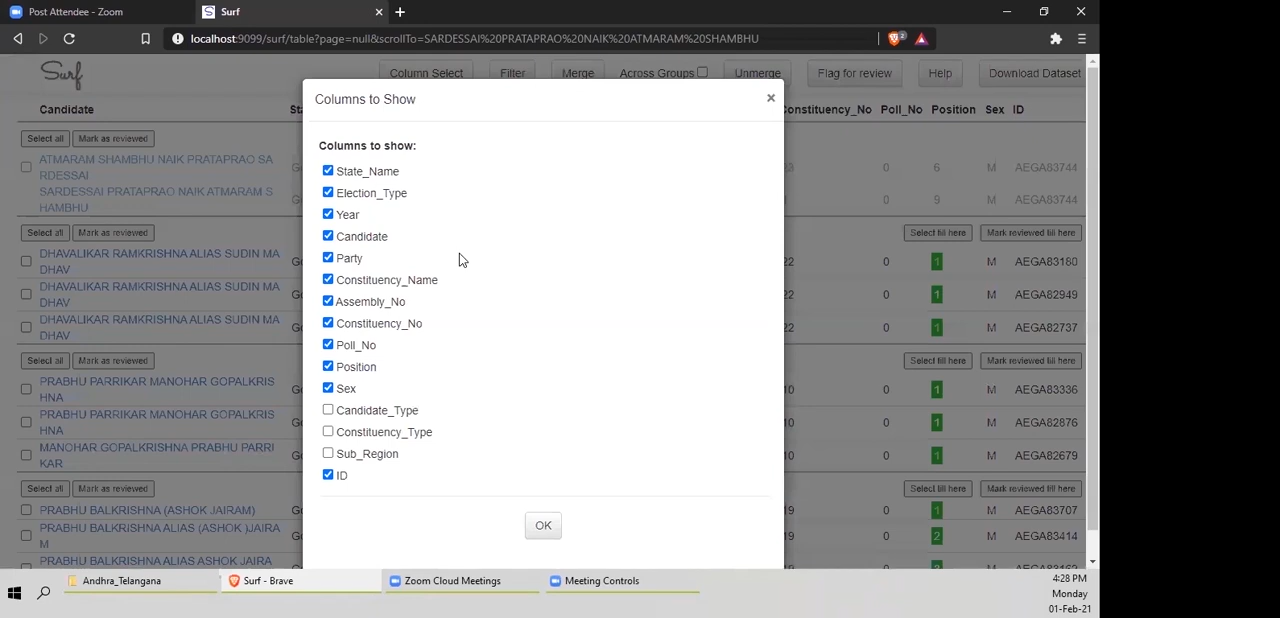 Post Attendee - Zoom
Surf
localhost:9099/surf/table?page=null&scrollTo=SARDESSAI%20PRATAPRAO%20NAIK%20ATMARAM%20SHAMBHU
2
Surf
Column Select
Filter
Merge
Across Groups
Unmerge
Flag for review
Help
Download Dataset
Candidate
Constituency_No
Poll_No
Position
Sex
ID
Columns to Show
Columns to show:
State_Name
Election_Type
Year
Candidate
Party
Constituency_Name
Assembly_No
Constituency_No
Poll_No
Position
Sex
Candidate_Type
Constituency_Type
Sub_Region
ID
OK
Select all Mark as reviewed
ATMARAM SHAMBHU NAIK PRATAPRAO SA
RDESSAI
0 6 M AEGA83744
SARDESSAI PRATAPRAO NAIK ATMARAM S
HAMBHU
0 9 M AEGA83744
Select all Mark as reviewed Select till here Mark reviewed till here
DHAVALIKAR RAMKRISHNA ALIAS SUDIN MA
DHAV
22 0 1 M AEGA83180
DHAVALIKAR RAMKRISHNA ALIAS SUDIN MA
DHAV
22 0 1 M AEGA82949
DHAVALIKAR RAMKRISHNA ALIAS SUDIN MA
DHAV
22 0 1 M AEGA82737
Select all Mark as reviewed Select till here Mark reviewed till here
PRABHU PARRIKAR MANOHAR GOPALKRIS
HNA
10 0 1 M AEGA83336
PRABHU PARRIKAR MANOHAR GOPALKRIS
HNA
10 0 1 M AEGA82876
MANOHAR GOPALKRISHNA PRABHU PARRI
KAR
10 0 1 M AEGA82679
Select all Mark as reviewed Select till here Mark reviewed till here
PRABHU BALKRISHNA (ASHOK JAIRAM)
19 0 1 M AEGA83707
PRABHU BALKRISHNA ALIAS (ASHOK )JAIRA
M
19 0 2 M AEGA83414
PRABHU BALKRISHNA ALIAS ASHOK JAIRA
Andhra_Telangana
Surf - Brave
Zoom Cloud Meetings
Meeting Controls
4:28 PM
Monday
01-Feb-21